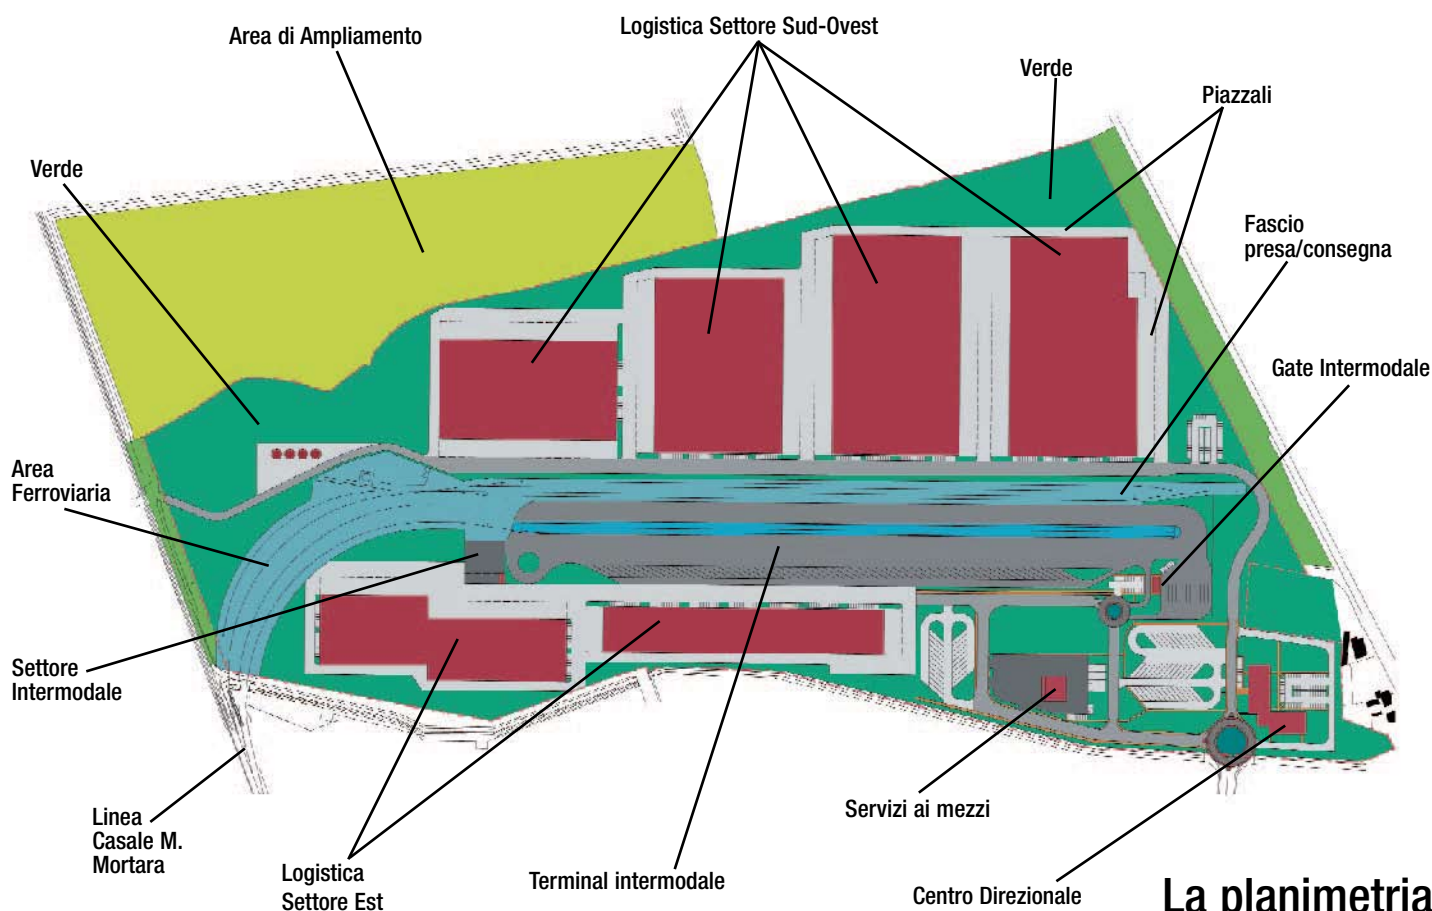 Logistica Settore Sud-Ovest
Area di Ampliamento
Verde
Piazzali
Verde
Fascio
presa/consegna
Gate Intermodale
Area
Ferroviaria
Settore
Intermodale
Linea
Casale M.
Mortara
Logistica
Settore Est
Terminal intermodale
Servizi ai mezzi
Centro Direzionale
La planimetria